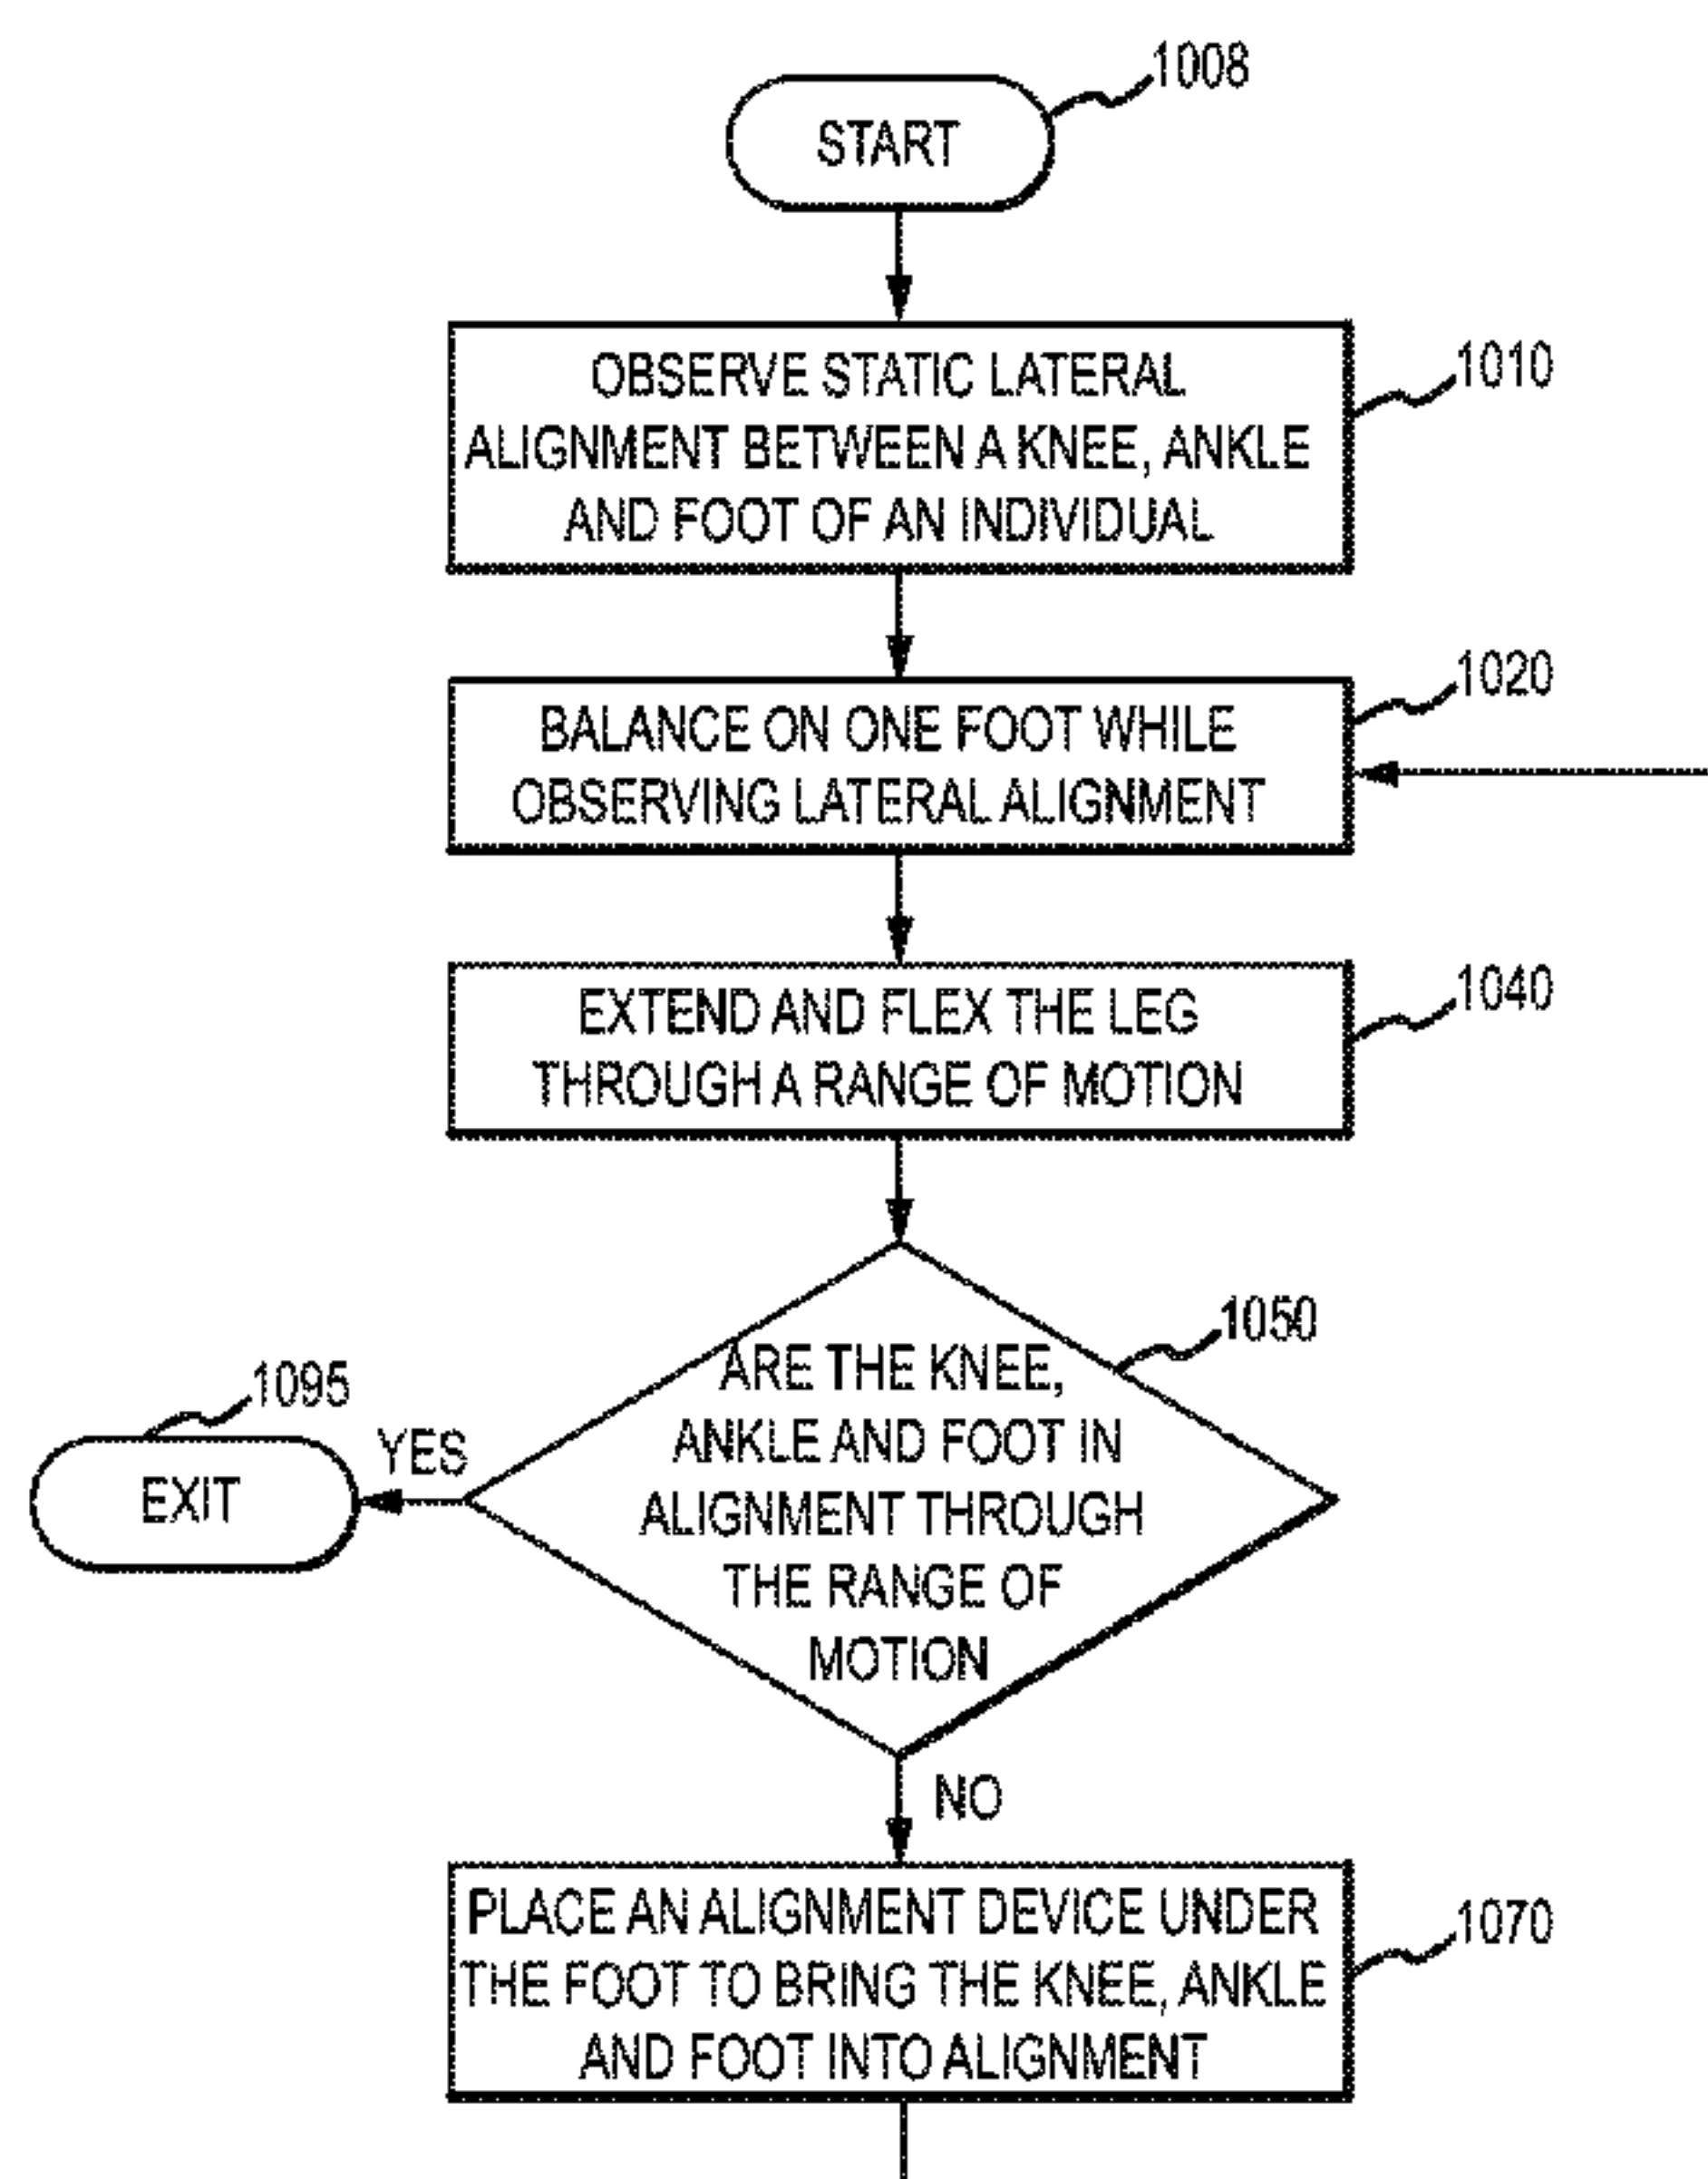 1008
START
1010
OBSERVE STATIC LATERAL
ALIGNMENT BETWEEN A KNEE, ANKLE
AND FOOT OF AN INDIVIDUAL
1020
BALANCE ON ONE FOOT WHILE
OBSERVING LATERAL ALIGNMENT
1040
EXTEND AND FLEX THE LEG
THROUGH A RANGE OF MOTION
1050
ARE THE KNEE,
ANKLE AND FOOT IN
ALIGNMENT THROUGH
THE RANGE OF
MOTION
1095
YES
EXIT
NO
1070
PLACE AN ALIGNMENT DEVICE UNDER
THE FOOT TO BRING THE KNEE, ANKLE
AND FOOT INTO ALIGNMENT